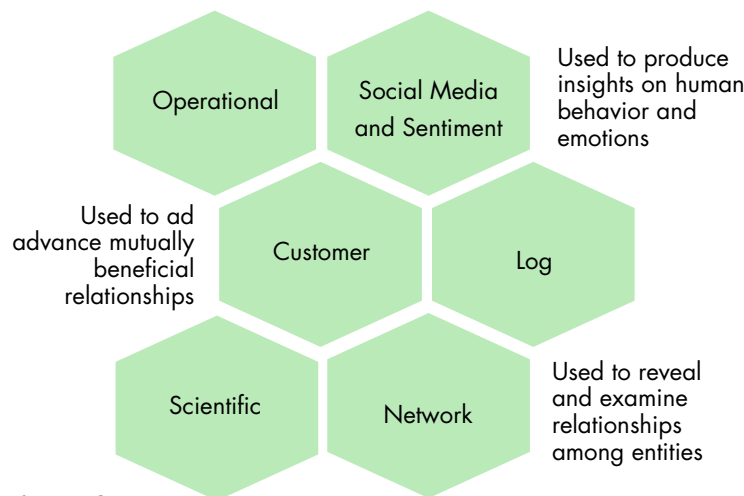 Operational
Social Media
and Sentiment
Used to produce
insights on human
behavior and
emotions
Used to ad
advance mutually
beneficial
relationships
Customer
Log
Scientific
Network
Used to reveal
and examine
relationships
among entities